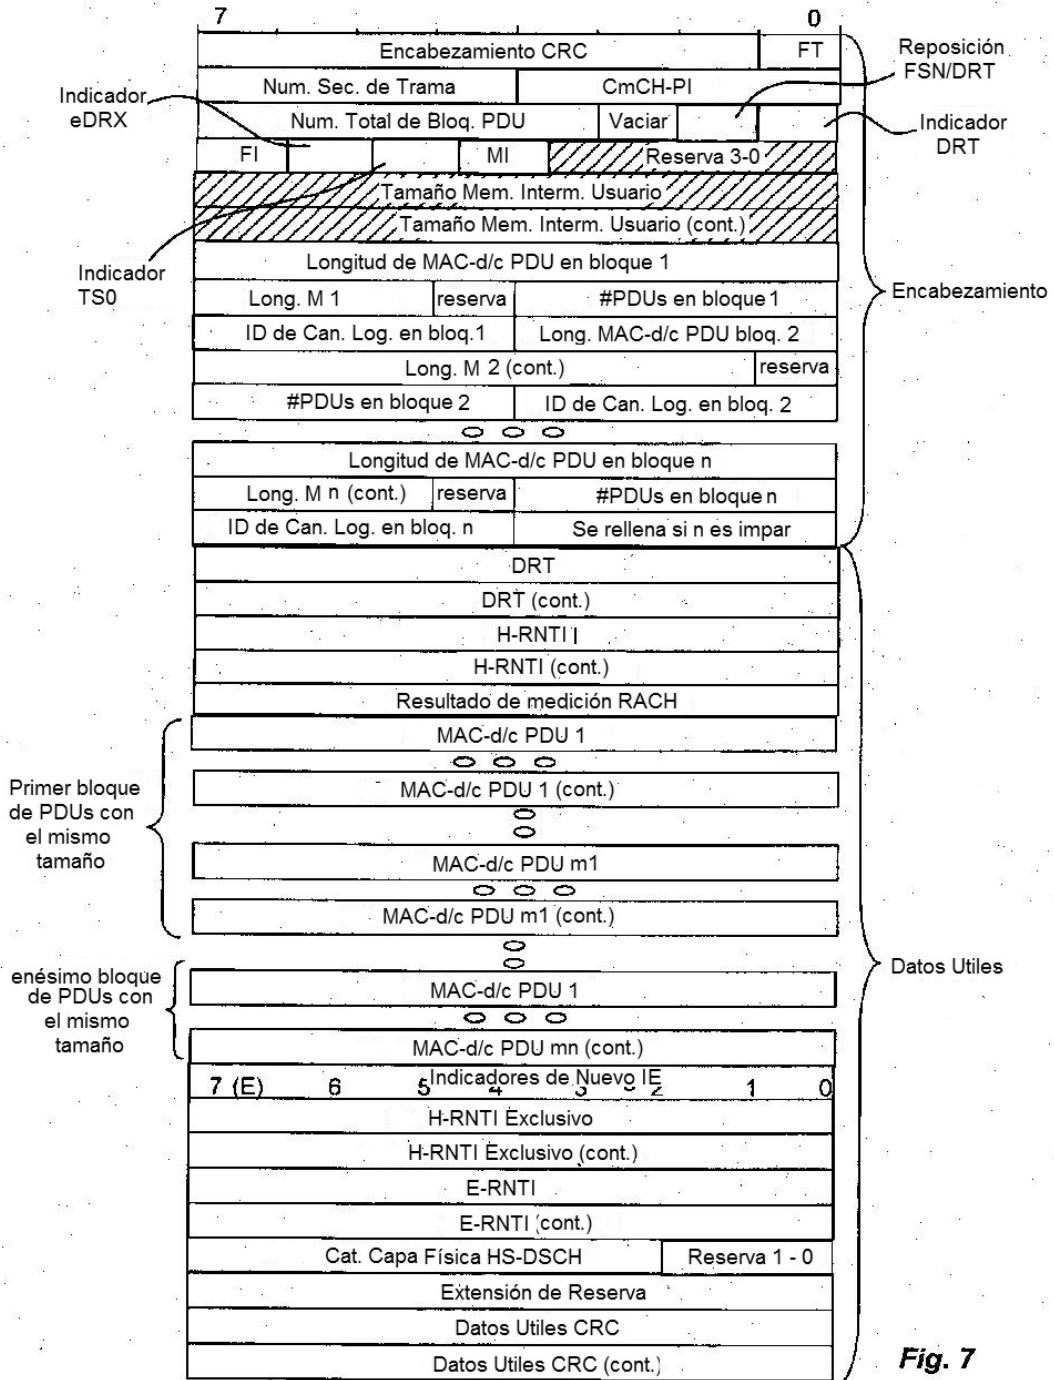 7 0
Encabezamiento CRC FT
Reposición
FSN/DRT
Num. Sec. de Trama CmCH-PI
Indicador
eDRX
Num. Total de Bloq. PDU Vaciar
Indicador
DRT
FI MI Reserva 3-0
Tamaño Mem. Interm. Usuario
Tamaño Mem. Interm. Usuario (cont.)
Indicador
TS0
Longitud de MAC-d/c PDU en bloque 1
Long. M 1 reserva #PDUs en bloque 1
Encabezamiento
ID de Can. Log. en bloq.1 Long. MAC-d/c PDU bloq. 2
Long. M 2 (cont.) reserva
#PDUs en bloque 2 ID de Can. Log. en bloq. 2
Longitud de MAC-d/c PDU en bloque n
Long. M n (cont.) reserva #PDUs en bloque n
ID de Can. Log. en bloq. n Se rellena si n es impar
DRT
DRT (cont.)
H-RNTI
H-RNTI (cont.)
Resultado de medición RACH
MAC-d/c PDU 1
Primer bloque
de PDUs con
el mismo
tamaño
MAC-d/c PDU 1 (cont.)
MAC-d/c PDU m1
MAC-d/c PDU m1 (cont.)
enésimo bloque
de PDUs con
el mismo
tamaño
Datos Utiles
MAC-d/c PDU 1
MAC-d/c PDU mn (cont.)
Indicadores de Nuevo IE
7 (E) 6 5 4 3 2 1 0
H-RNTI Exclusivo
H-RNTI Exclusivo (cont.)
E-RNTI
E-RNTI (cont.)
Cat. Capa Física HS-DSCH Reserva 1 - 0
Extensión de Reserva
Datos Utiles CRC
Datos Utiles CRC (cont.)
Fig. 7